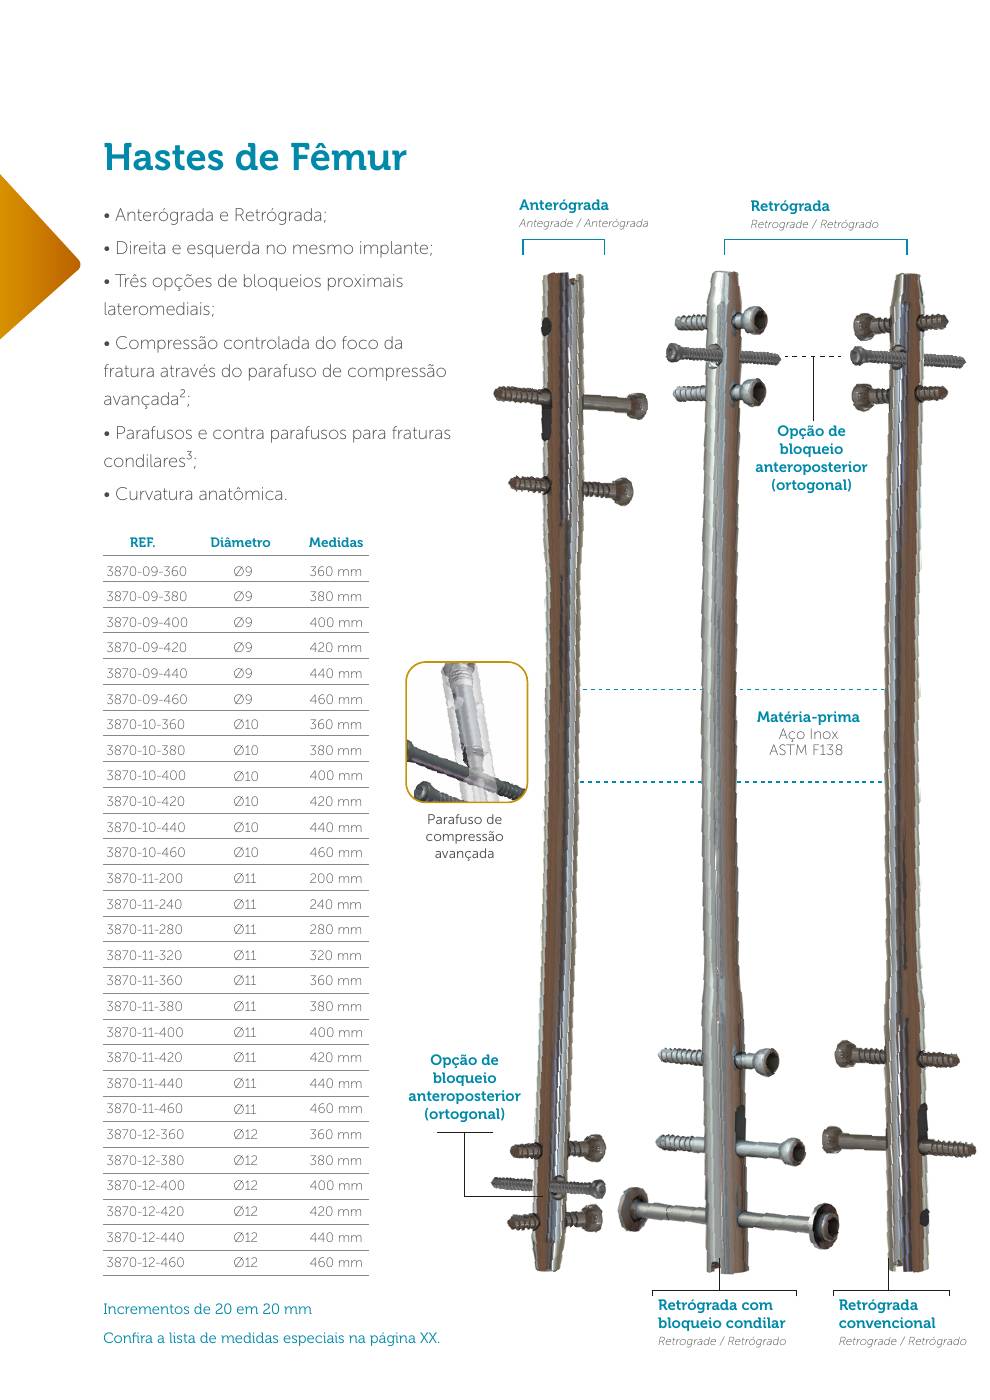 Hastes de Fêmur
• Anterógrada e Retrógrada;
• Direita e esquerda no mesmo implante;
• Três opções de bloqueios proximais
lateromediais;
• Compressão controlada do foco da
fratura através do parafuso de compressão
avançada²;
• Parafusos e contra parafusos para fraturas
condilares³;
• Curvatura anatômica.
REF. Diâmetro Medidas
3870-09-360 Ø9 360 mm
3870-09-380 Ø9 380 mm
3870-09-400 Ø9 400 mm
3870-09-420 Ø9 420 mm
3870-09-440 Ø9 440 mm
3870-09-460 Ø9 460 mm
3870-10-360 Ø10 360 mm
3870-10-380 Ø10 380 mm
3870-10-400 Ø10 400 mm
3870-10-420 Ø10 420 mm
3870-10-440 Ø10 440 mm
3870-10-460 Ø10 460 mm
3870-11-200 Ø11 200 mm
3870-11-240 Ø11 240 mm
3870-11-280 Ø11 280 mm
3870-11-320 Ø11 320 mm
3870-11-360 Ø11 360 mm
3870-11-380 Ø11 380 mm
3870-11-400 Ø11 400 mm
3870-11-420 Ø11 420 mm
3870-11-440 Ø11 440 mm
3870-11-460 Ø11 460 mm
3870-12-360 Ø12 360 mm
3870-12-380 Ø12 380 mm
3870-12-400 Ø12 400 mm
3870-12-420 Ø12 420 mm
3870-12-440 Ø12 440 mm
3870-12-460 Ø12 460 mm
Incrementos de 20 em 20 mm
Confira a lista de medidas especiais na página XX.
Anterógrada
Antegrade / Anterógrada
Retrógrada
Retrograde / Retrógrado
Opção de
bloqueio
anteroposterior
(ortogonal)
Matéria-prima
Aço Inox
ASTM F138
Parafuso de
compressão
avançada
Opção de
bloqueio
anteroposterior
(ortogonal)
Retrógrada com
bloqueio condilar
Retrograde / Retrógrado
Retrógrada
convencional
Retrograde / Retrógrado